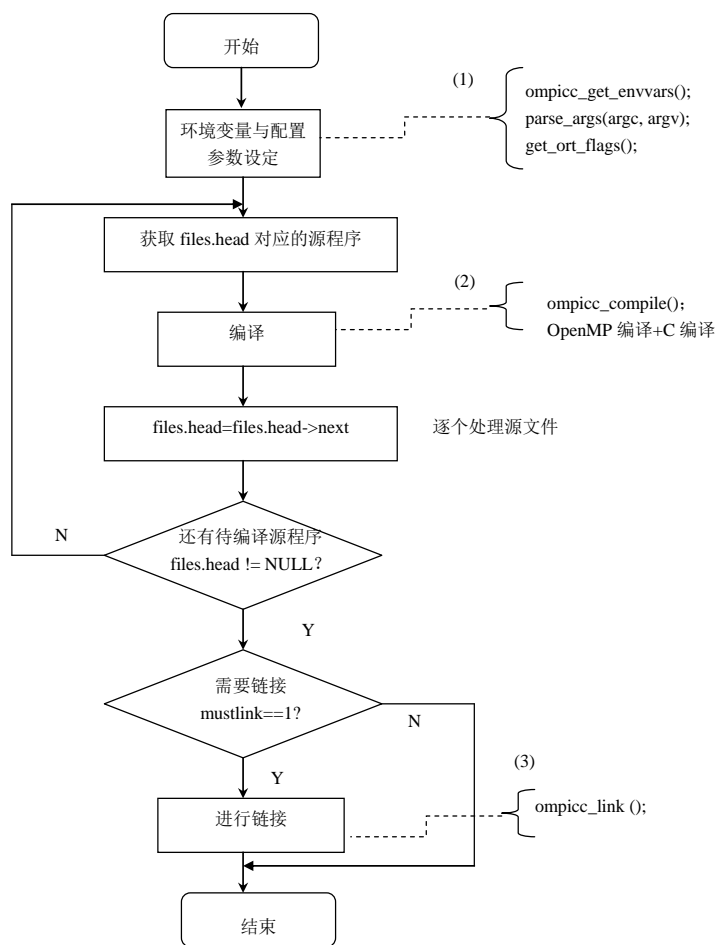 开始
(1)
ompicc_get_envvars();
parse_args(argc, argv);
get_ort_flags();
环境变量与配置
参数设定
获取 files.head 对应的源程序
(2)
ompicc_compile();
OpenMP 编译+C 编译
编译
files.head=files.head->next
逐个处理源文件
N
还有待编译源程序
files.head != NULL?
Y
需要链接
mustlink==1?
N
Y
(3)
进行链接
ompicc_link ();
结束